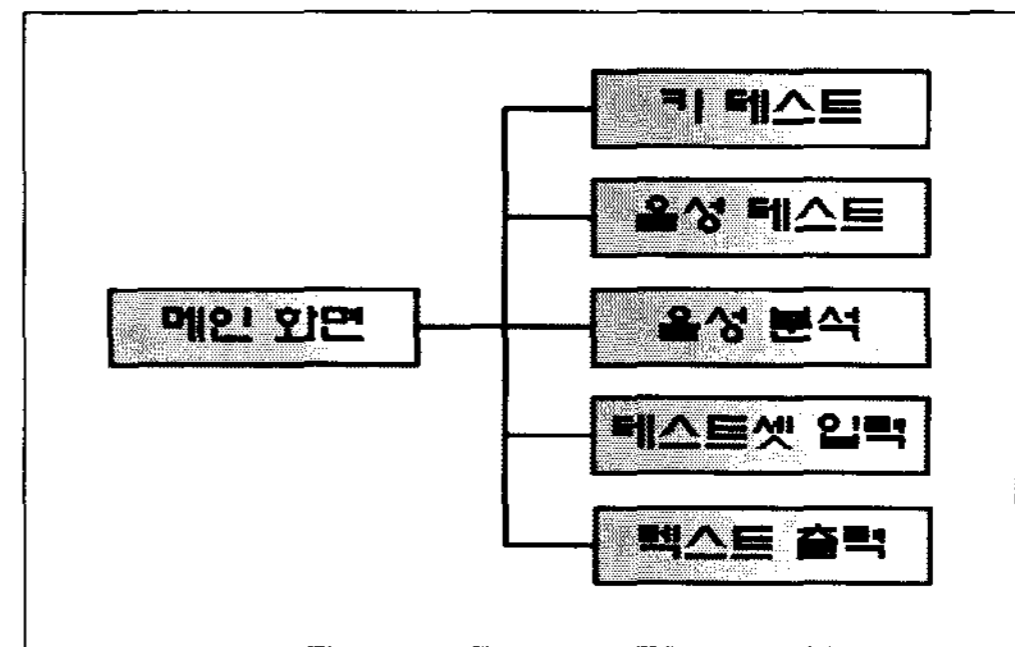 키 테스트
음성 테스트
메인 화면
음성 분석
테스트셋 입력
텍스트 출력